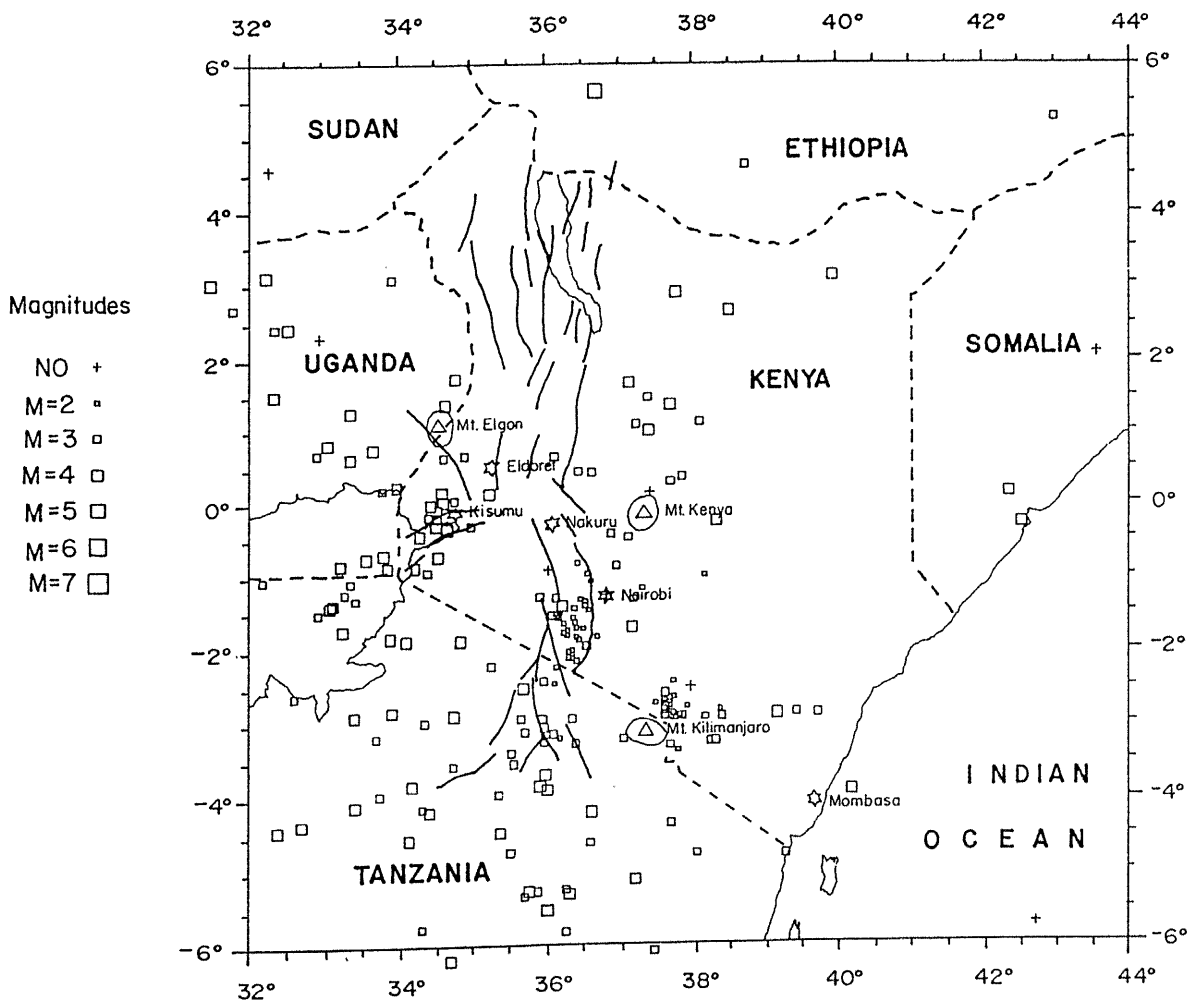 32° 34° 36° 38° 40° 42° 44°
6° 6°
SUDAN
ETHIOPIA
4° 4°
Magnitudes
NO +
M=2
M=3
M=4
M=5
M=6
M=7
UGANDA
KENYA
SOMALIA
2° 2°
Mt. Elgon
Eldoret
0° 0°
Kisumu
Nakuru
Mt. Kenya
Nairobi
-2° -2°
Mt. Kilimanjaro
INDIAN
-4° -4°
Mombasa
OCEAN
TANZANIA
-6° -6°
32° 34° 36° 38° 40° 42° 44°